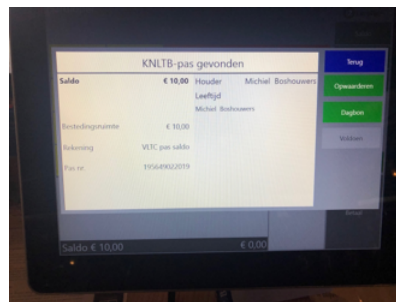 KNLTB-pas gevonden
Saldo € 10,00
Houder Michiel Boshouwers
Leeftijd
Michiel Boshouwers
Bestedingsruimte € 10,00
Rekening VLTC pas saldo
Pas nr. 195649022019
Terug
Opwaarderen
Dagbon
Voldoen
Saldo € 10,00 € 0,00